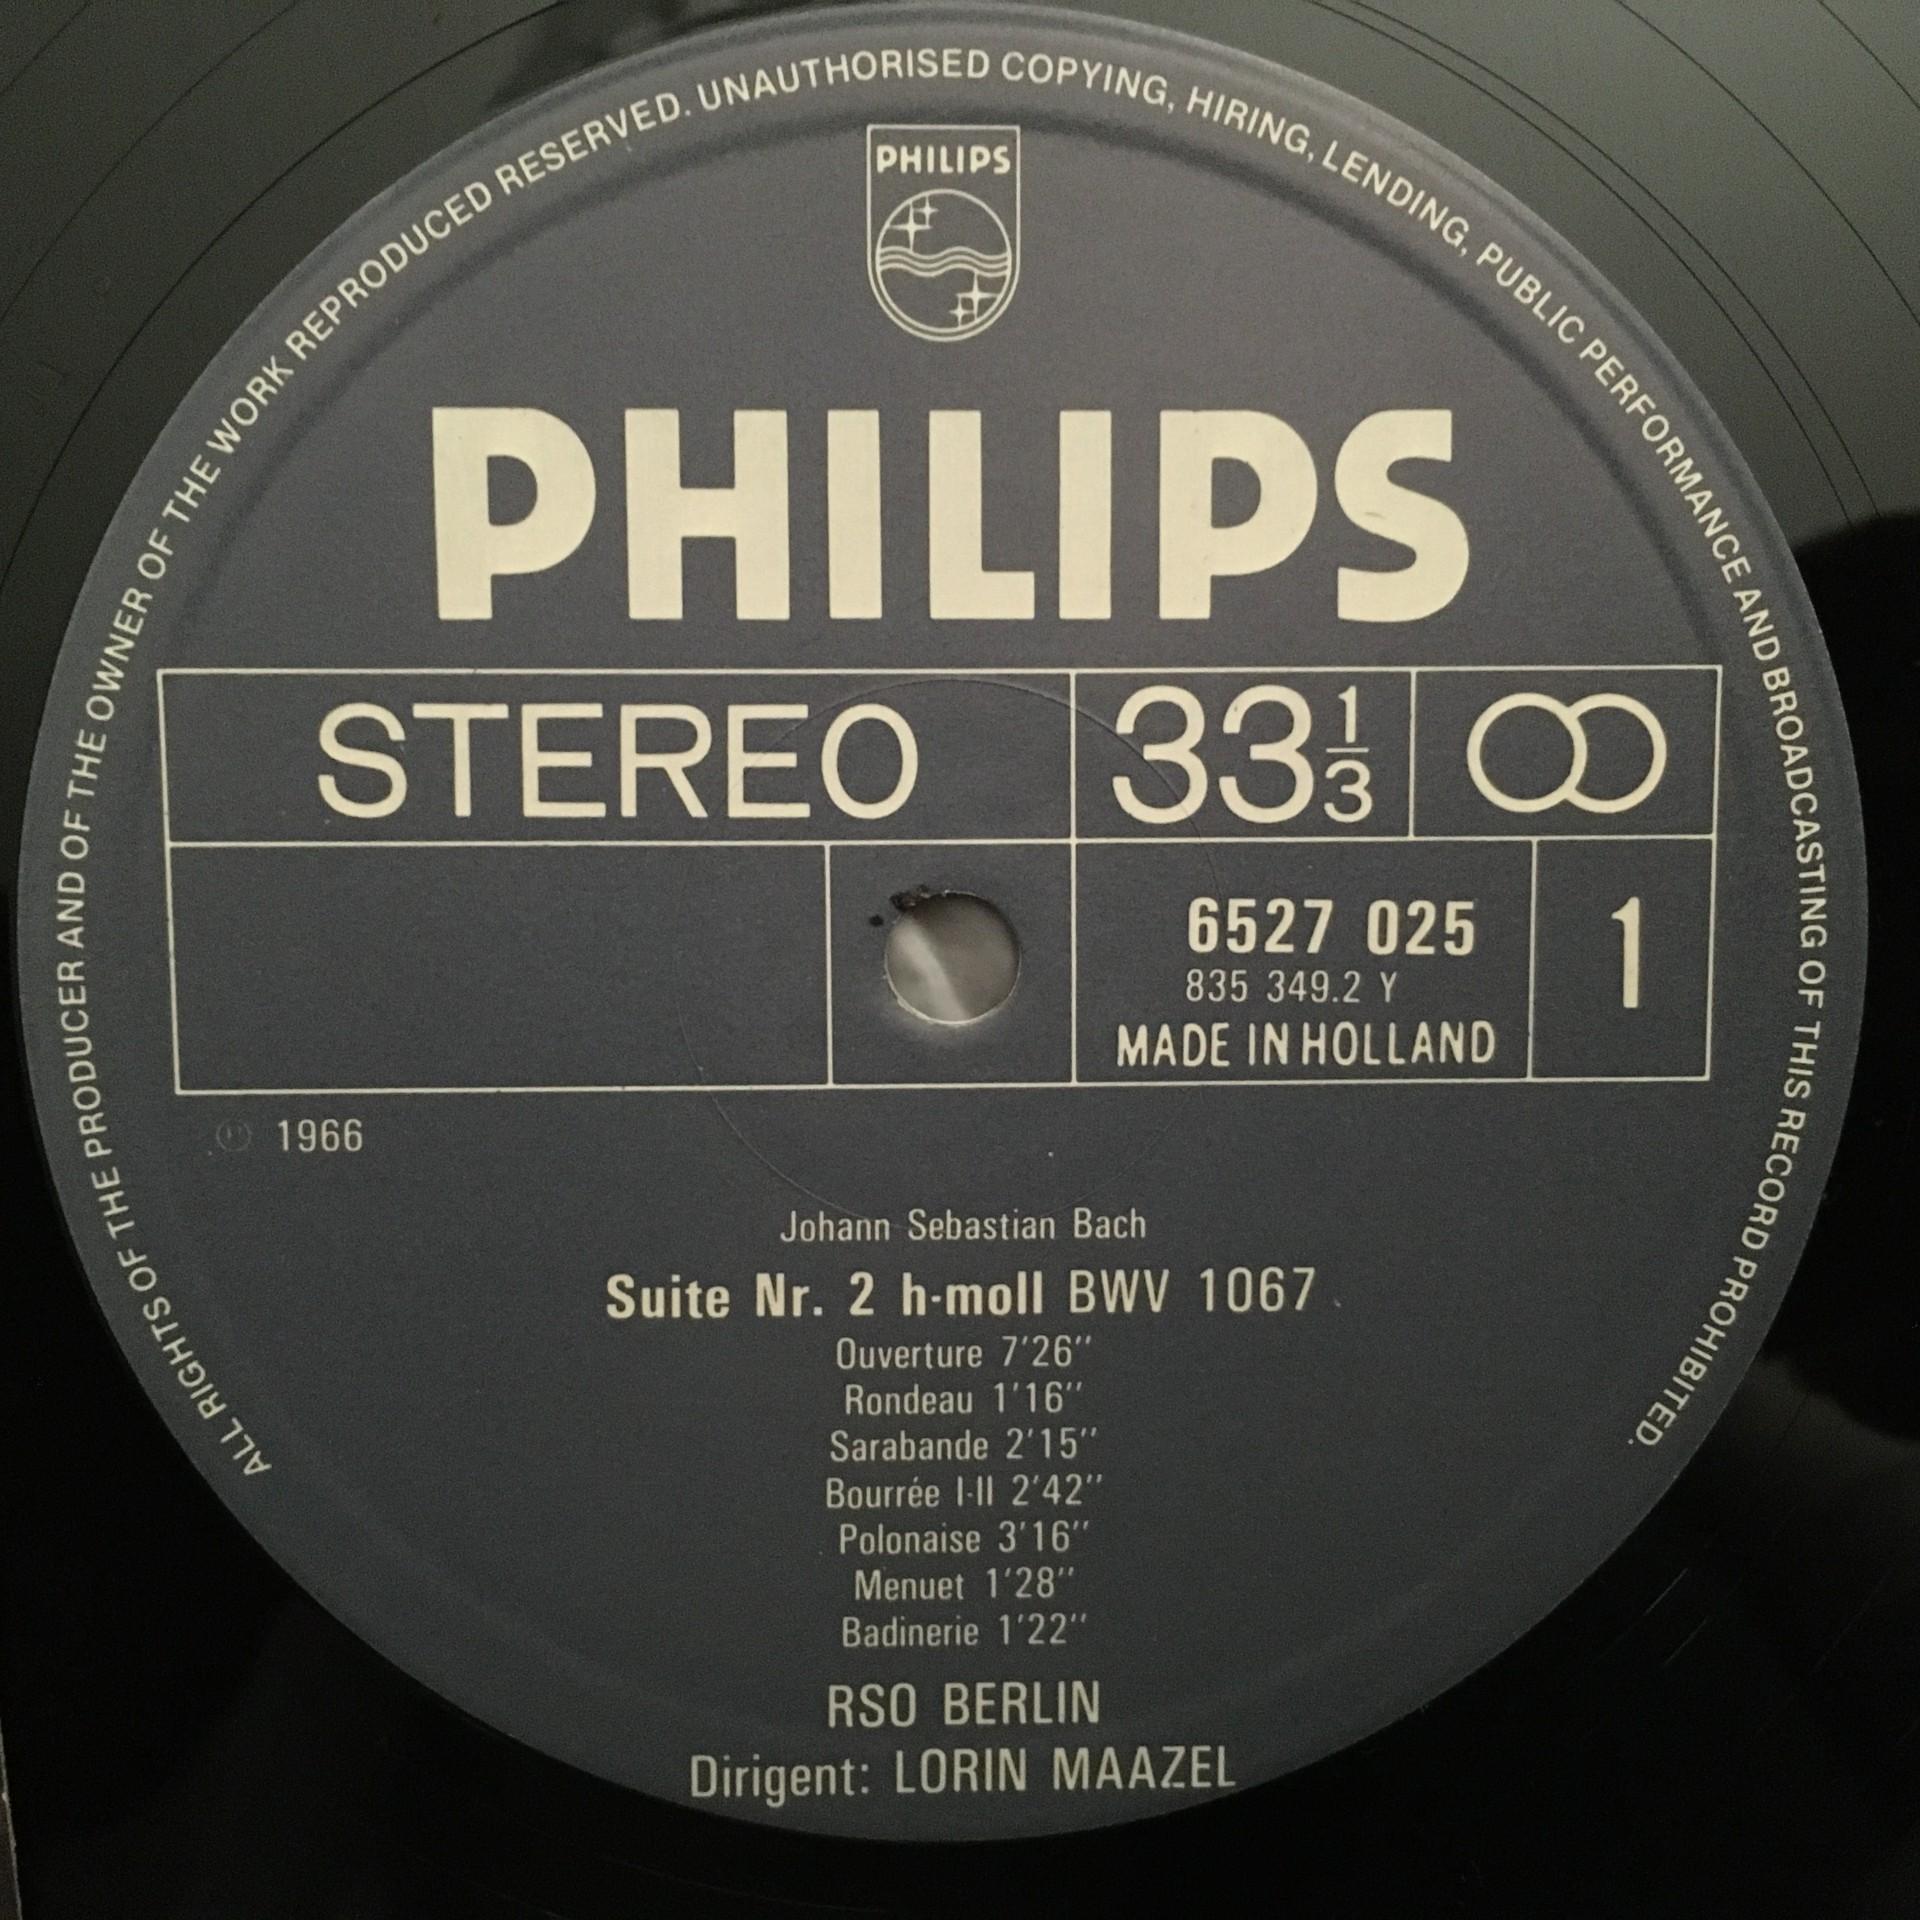 ALL RIGHTS OF THE PRODUCER AND OF THE OWNER OF THE WORK REPRODUCED RESERVED. UNAUTHORISED COPYING, HIRING, LENDING, PUBLIC PERFORMANCE AND BROADCASTING OF THIS RECORD PROHIBITED.
PHILIPS
PHILIPS
STEREO
33 1/3
6527 025
835 349.2 Y
MADE IN HOLLAND
1
℗ 1966
Johann Sebastian Bach
Suite Nr. 2 h-moll BWV 1067
Ouverture 7'26''
Rondeau 1'16''
Sarabande 2'15''
Bourrée I-II 2'42''
Polonaise 3'16''
Menuet 1'28''
Badinerie 1'22''
RSO BERLIN
Dirigent: LORIN MAAZEL